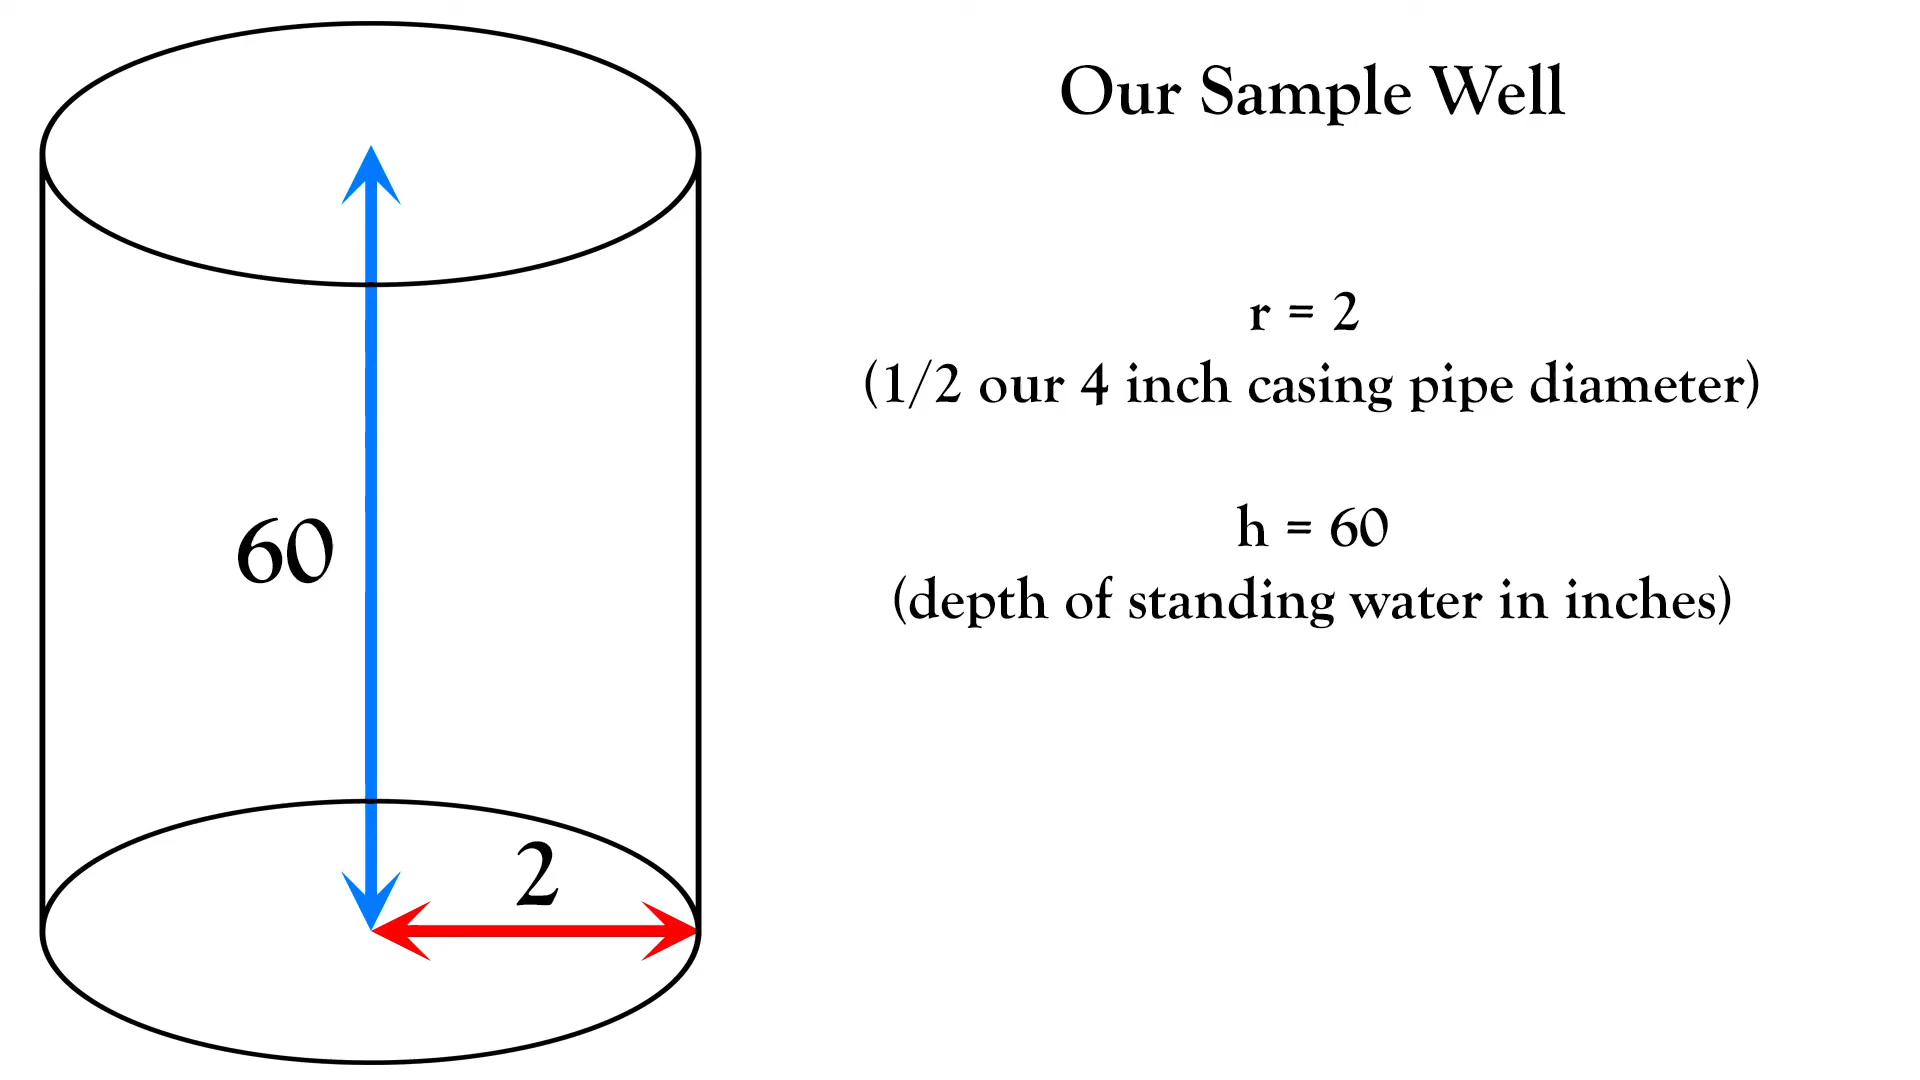 Our Sample Well
r = 2
(1/2 our 4 inch casing pipe diameter)
h = 60
(depth of standing water in inches)
60
2